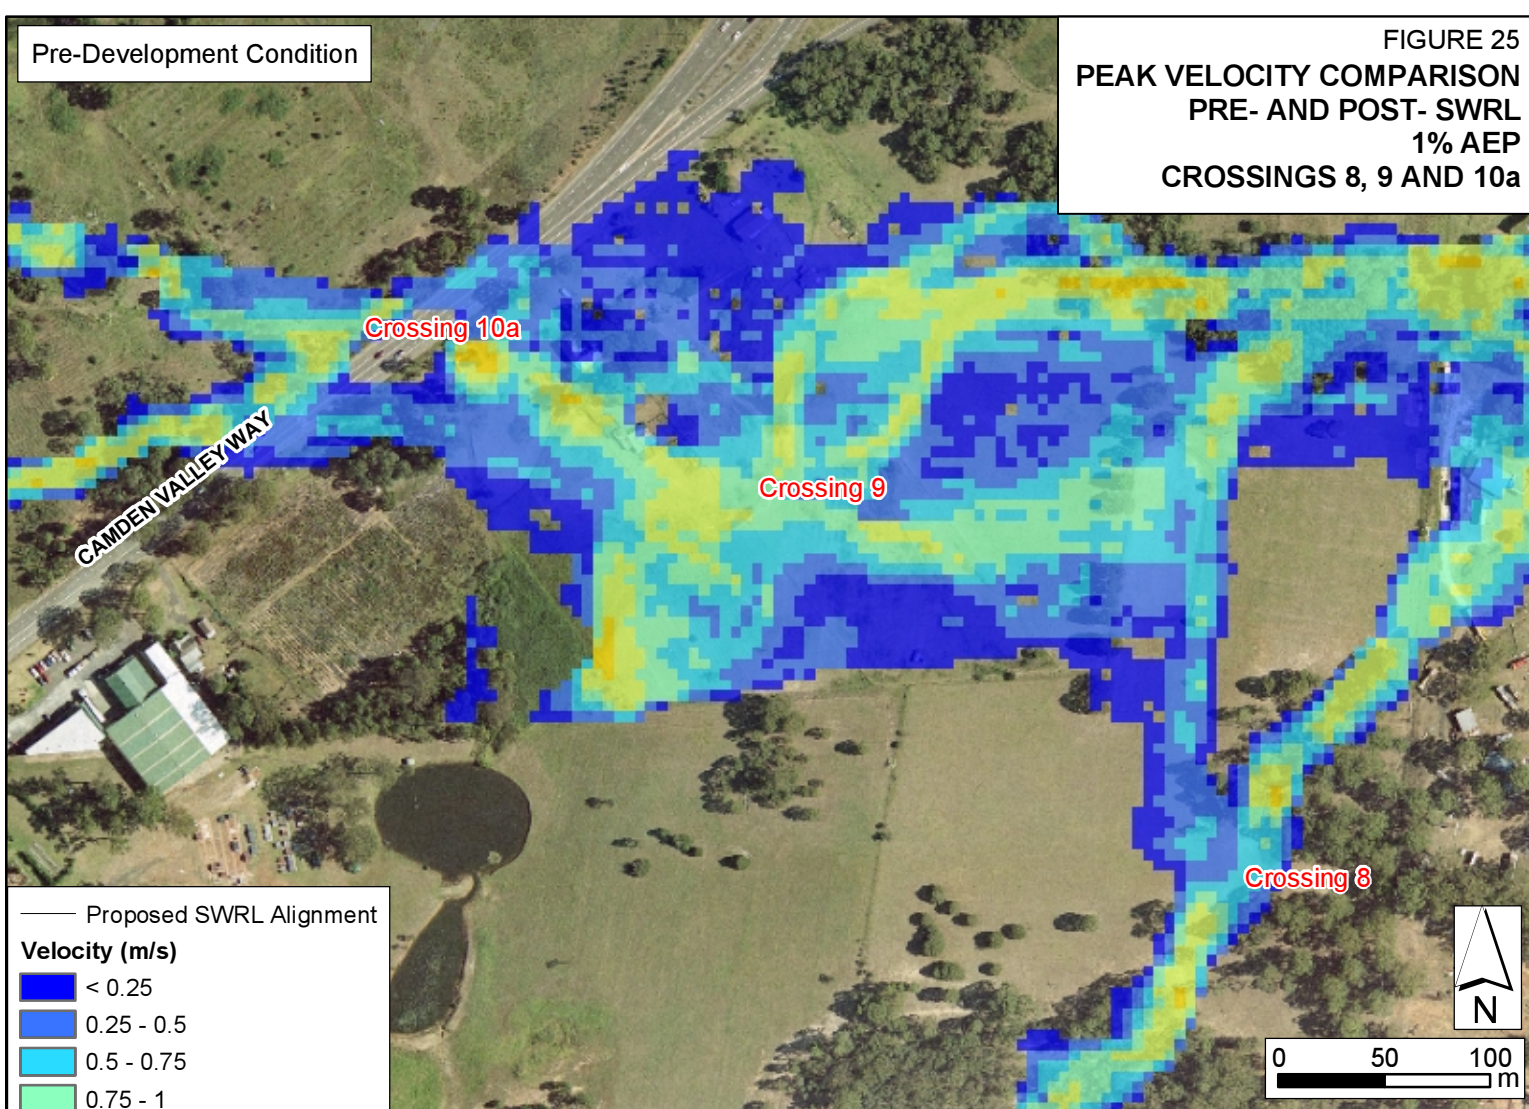 Pre-Development Condition
FIGURE 25
PEAK VELOCITY COMPARISON
PRE- AND POST- SWRL
1% AEP
CROSSINGS 8, 9 AND 10a
Crossing 10a
CAMDEN VALLEY WAY
Crossing 9
Crossing 8
Proposed SWRL Alignment
Velocity (m/s)
< 0.25
0.25 - 0.5
0.5 - 0.75
0.75 - 1
N
0 50 100
m